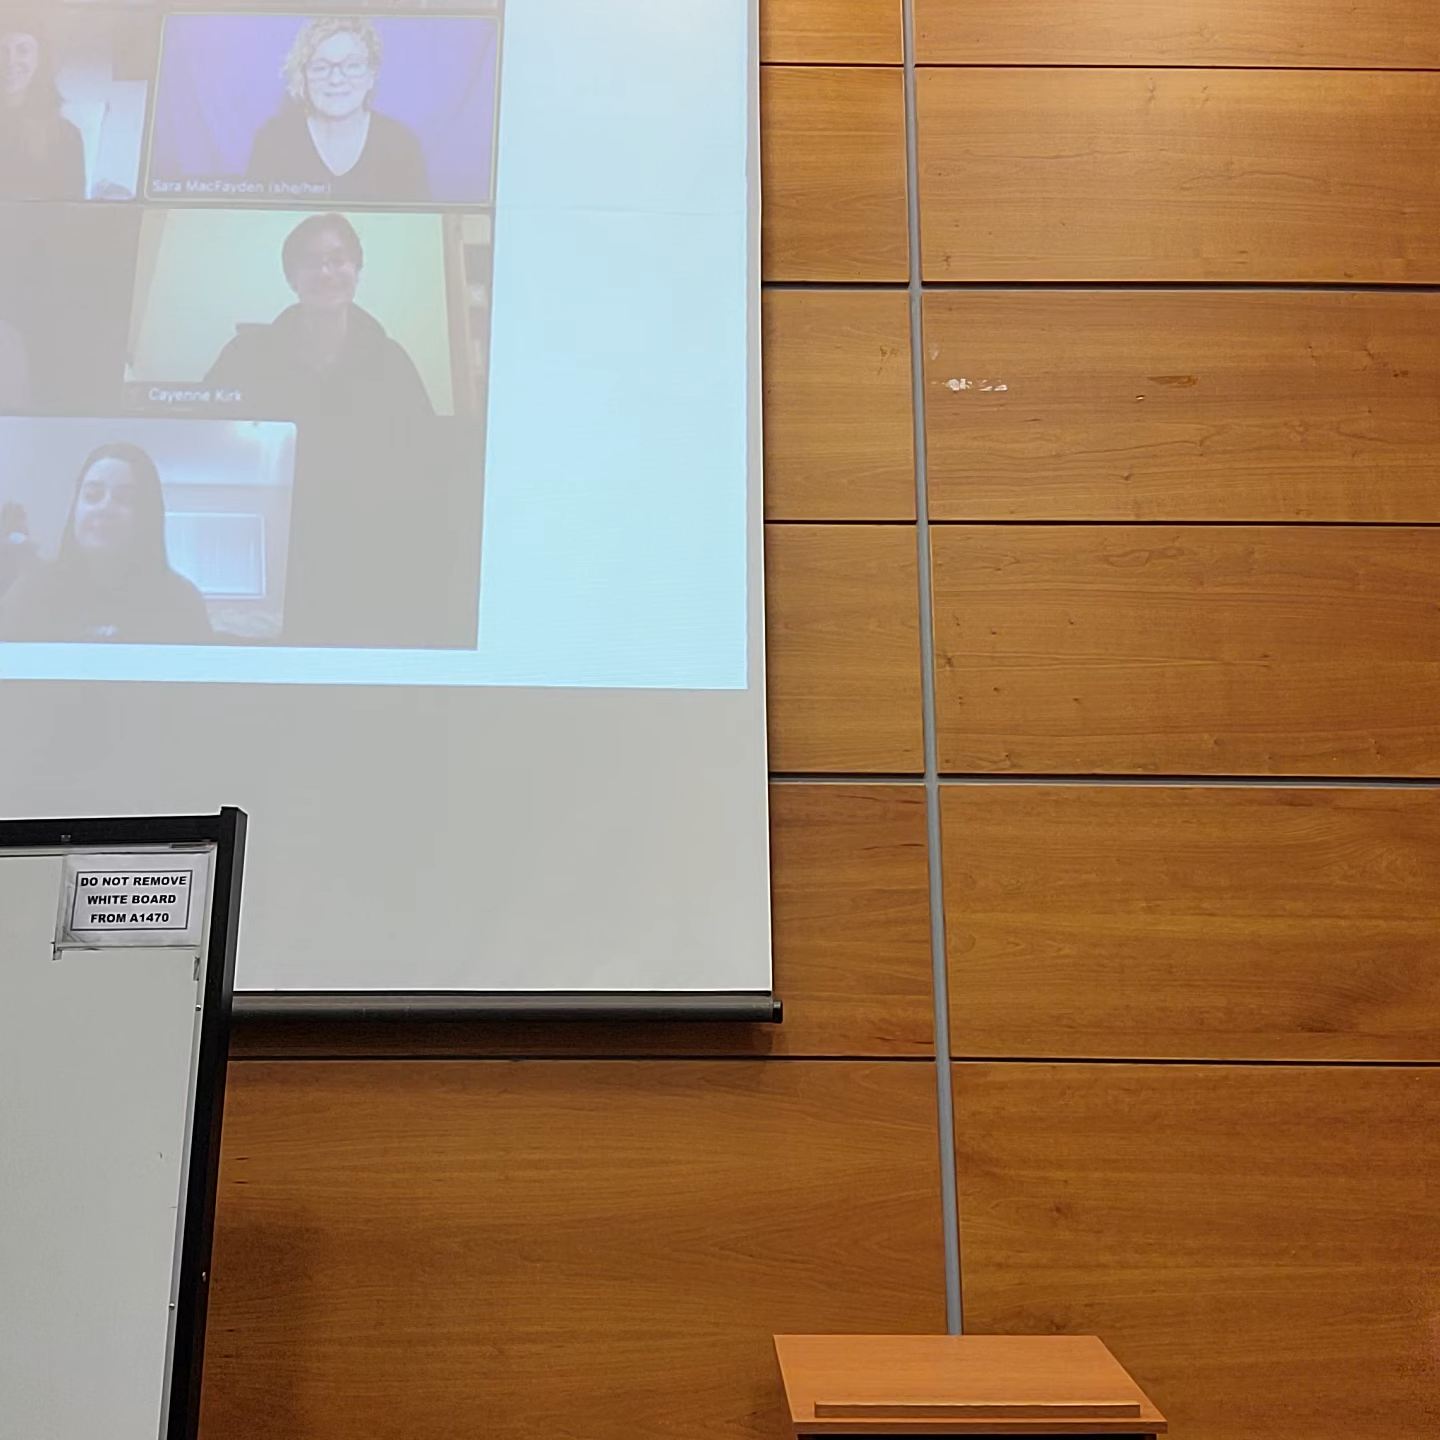 Sara MacFayden (she/her)
Cayenne Kirk
DO NOT REMOVE
WHITE BOARD
FROM A1470